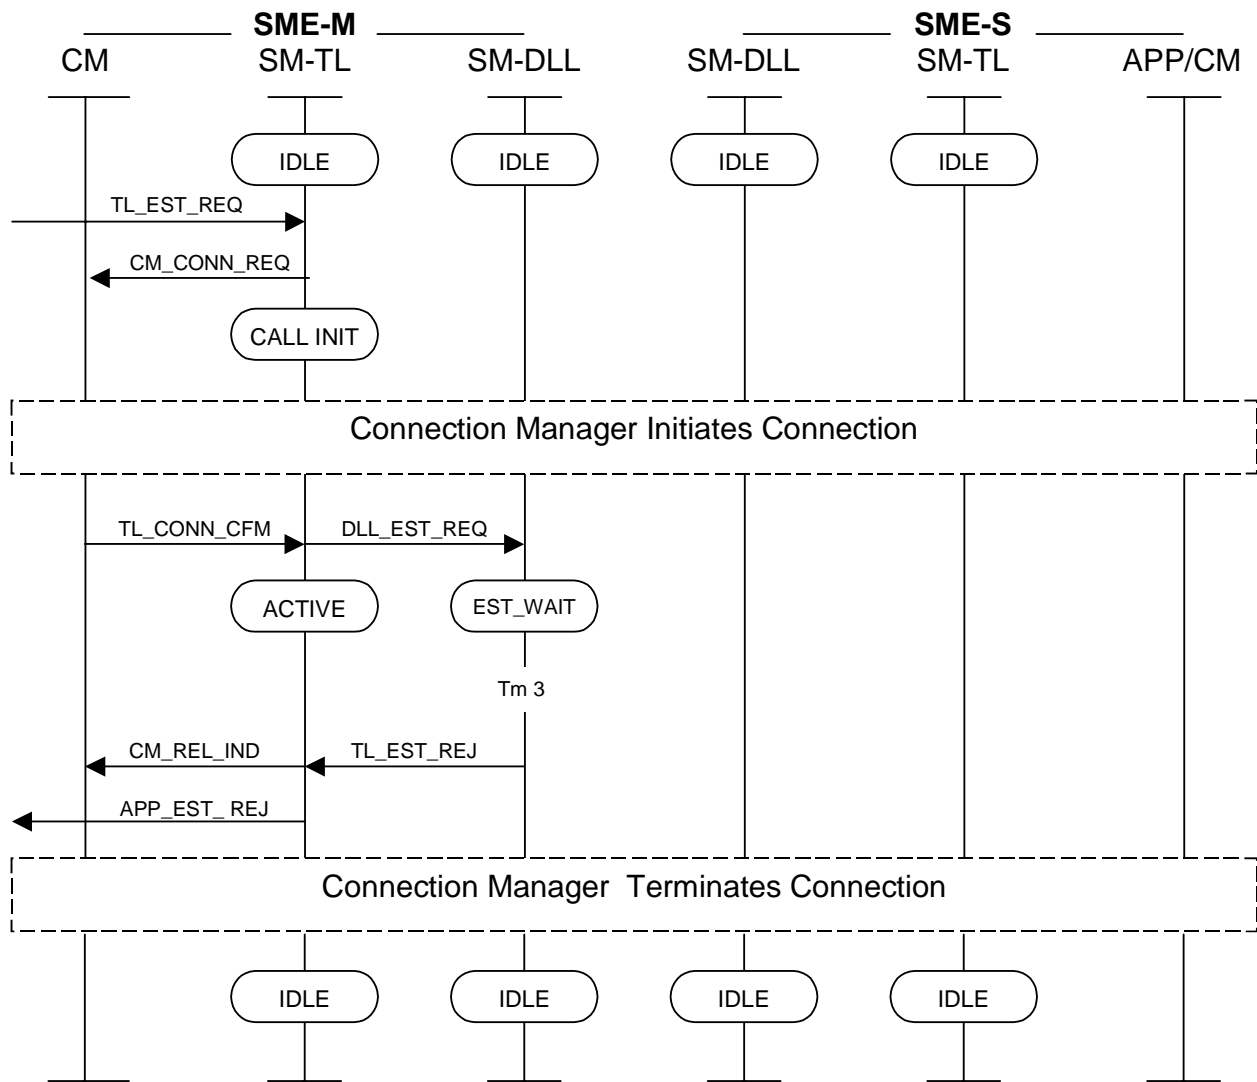 SME-M SME-S
CM SM-TL SM-DLL SM-DLL SM-TL APP/CM
IDLE IDLE IDLE IDLE
TL_EST_REQ
CM_CONN_REQ
CALL INIT
Connection Manager Initiates Connection
TL_CONN_CFM DLL_EST_REQ
ACTIVE EST_WAIT
Tm 3
CM_REL_IND TL_EST_REJ
APP_EST_ REJ
Connection Manager  Terminates Connection
IDLE IDLE IDLE IDLE